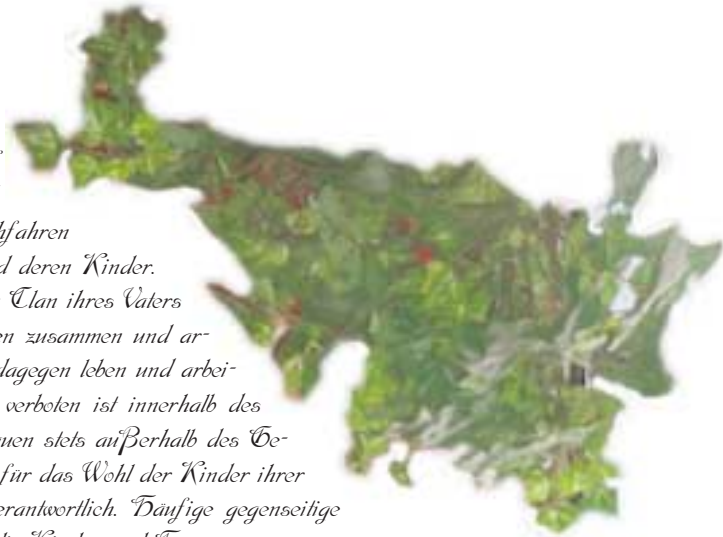 hfahren
d deren Kinder.
Clan ihres Vaters
en zusammen und ar-
dagegen leben und arbei-
verboten ist innerhalb des
uen stets außerhalb des Ge-
für das Wohl der Kinder ihrer
erantwortlich. Häufige gegenseitige